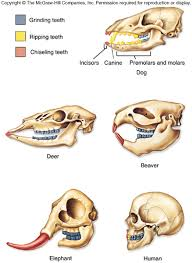 Copyright © The McGraw-Hill Companies, Inc. Permission required for reproduction or display.
Grinding teeth
Ripping teeth
Chiseling teeth
Incisors Canine Premolars and molars
Dog
Deer
Beaver
Elephant
Human